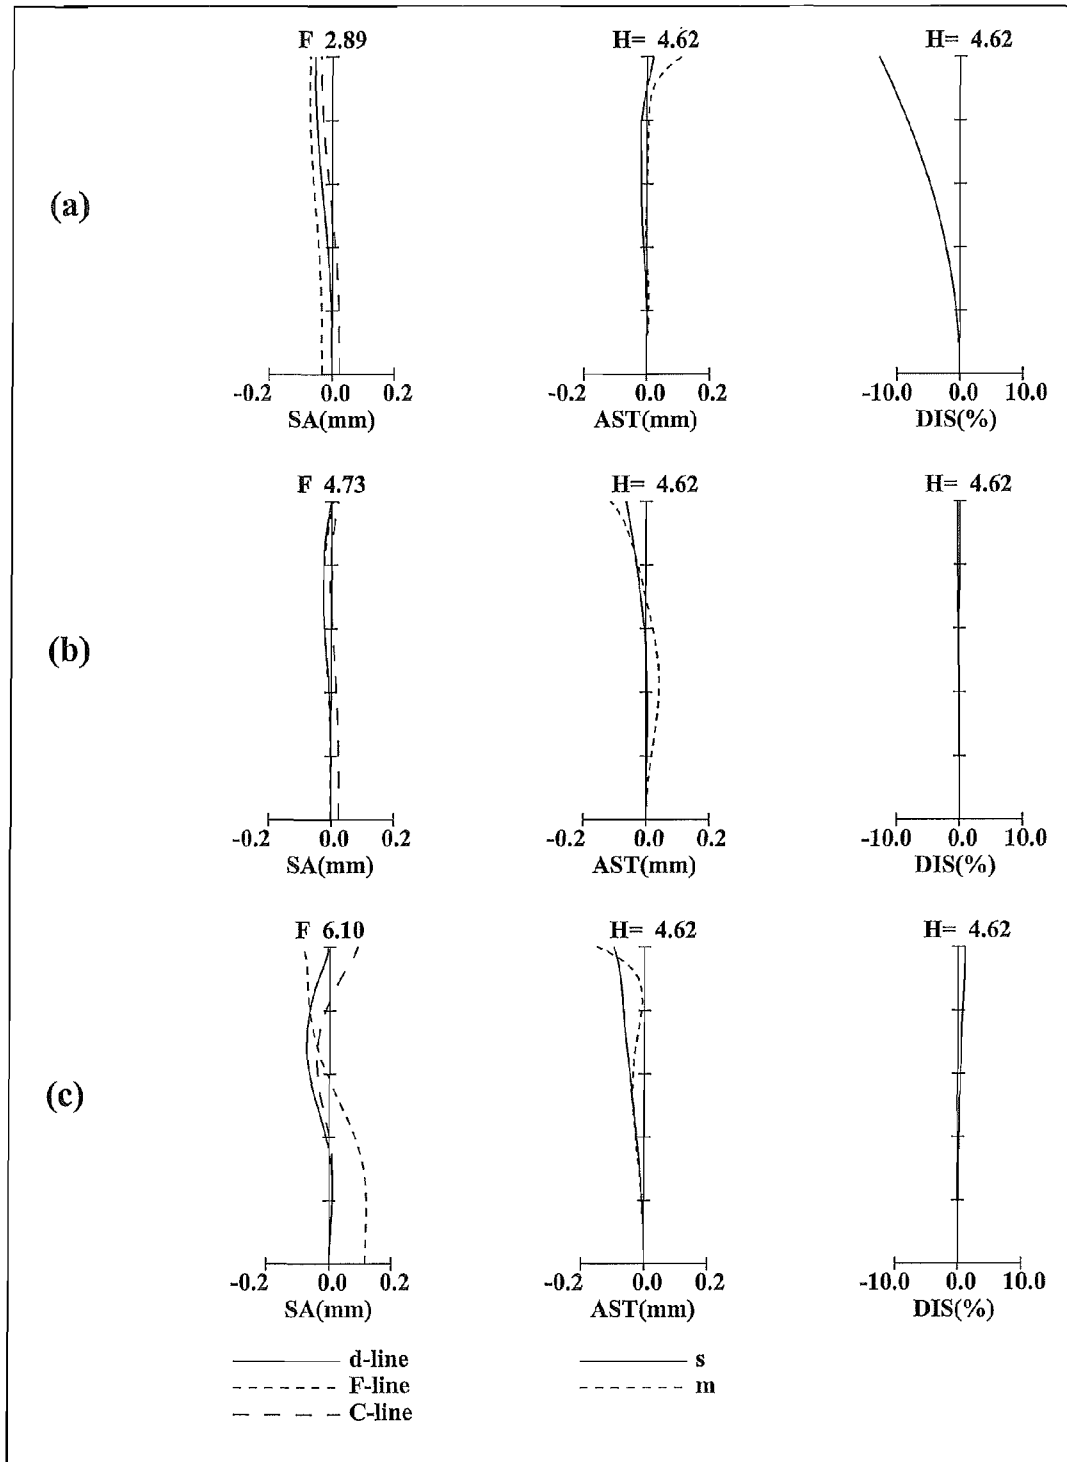 F 2.89 H= 4.62 H= 4.62
(a)
-0.2 0.0 0.2 -0.2 0.0 0.2 -10.0 0.0 10.0
SA(mm) AST(mm) DIS(%)
F 4.73 H= 4.62 H= 4.62
(b)
-0.2 0.0 0.2 -0.2 0.0 0.2 -10.0 0.0 10.0
SA(mm) AST(mm) DIS(%)
F 6.10 H= 4.62 H= 4.62
(c)
-0.2 0.0 0.2 -0.2 0.0 0.2 -10.0 0.0 10.0
SA(mm) AST(mm) DIS(%)
d-line s
F-line m
C-line